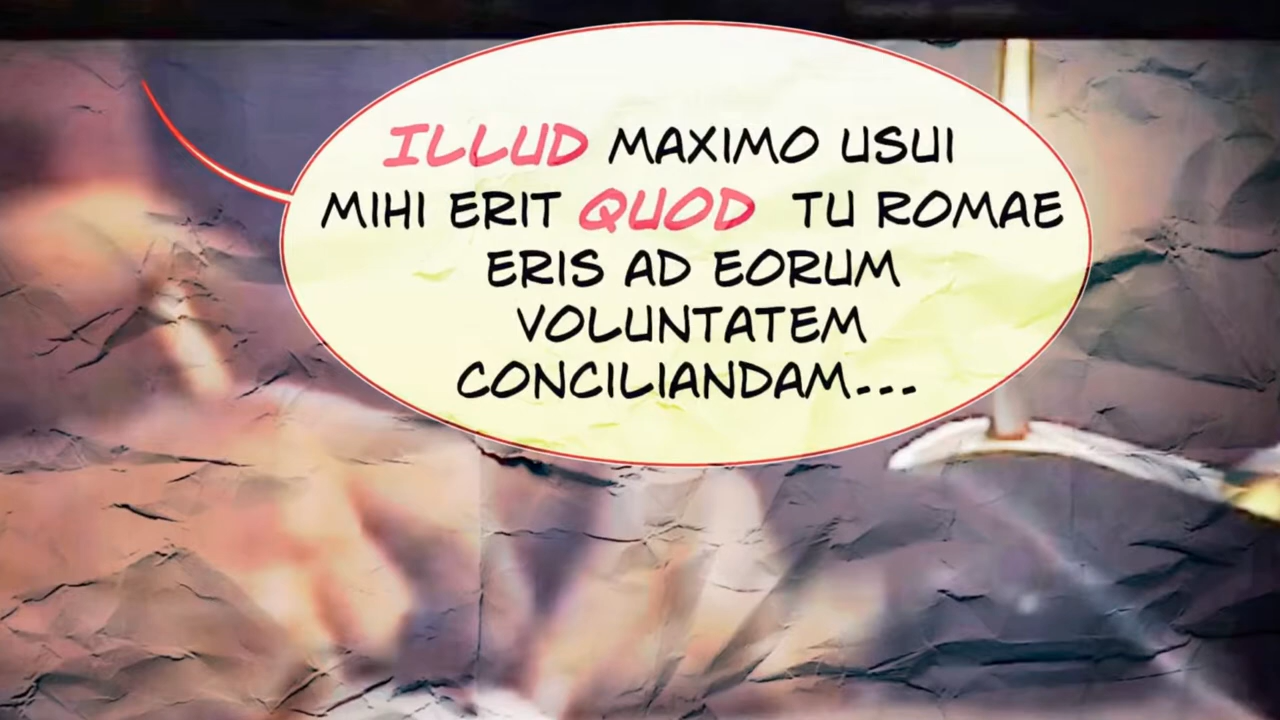 ILLUD MAXIMO USUI
MIHI ERIT QUOD TU ROMAE
ERIS AD EORUM
VOLUNTATEM
CONCILIANDAM...